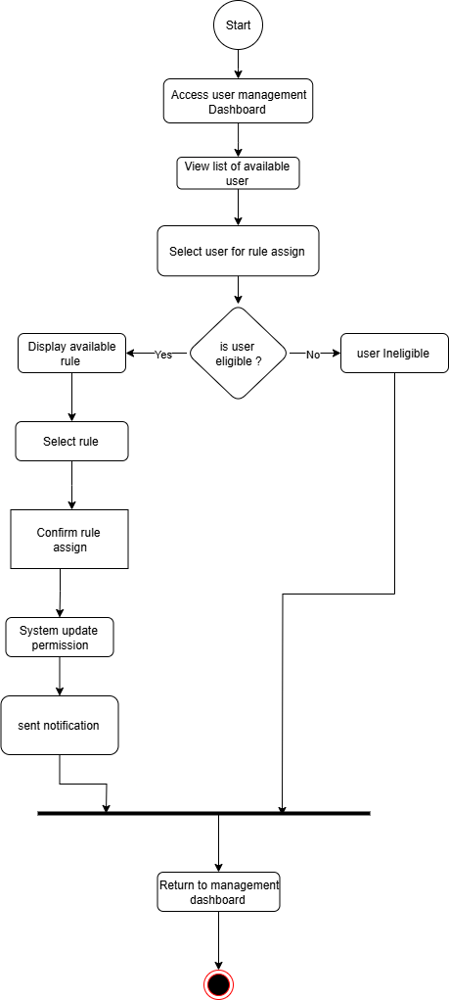 Start
Access user management
Dashboard
View list of available
user
Select user for rule assign
is user
eligible ?
Yes
No
Display available
rule
user Ineligible
Select rule
Confirm rule
assign
System update
permission
sent notification
Return to management
dashboard